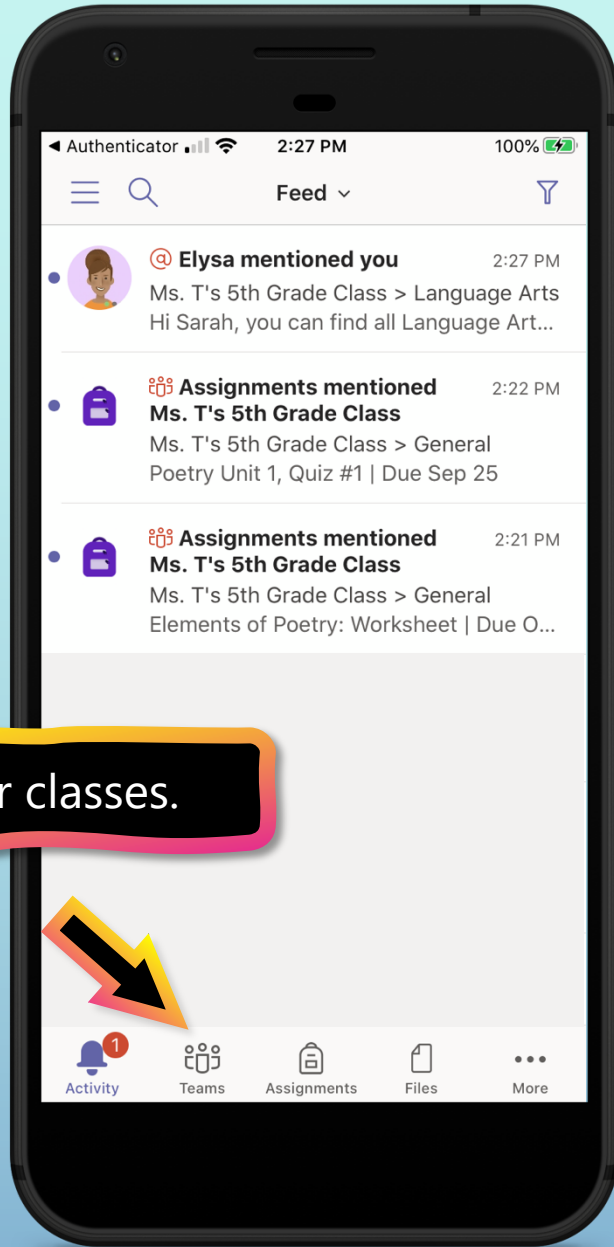 Authenticator 2:27 PM 100%
Feed
@ Elysa mentioned you 2:27 PM
Ms. T's 5th Grade Class > Language Arts
Hi Sarah, you can find all Language Art...
Assignments mentioned 2:22 PM
Ms. T's 5th Grade Class
Ms. T's 5th Grade Class > General
Poetry Unit 1, Quiz #1 | Due Sep 25
Assignments mentioned 2:21 PM
Ms. T's 5th Grade Class
Ms. T's 5th Grade Class > General
Elements of Poetry: Worksheet | Due O...
r classes.
1
Activity Teams Assignments Files More